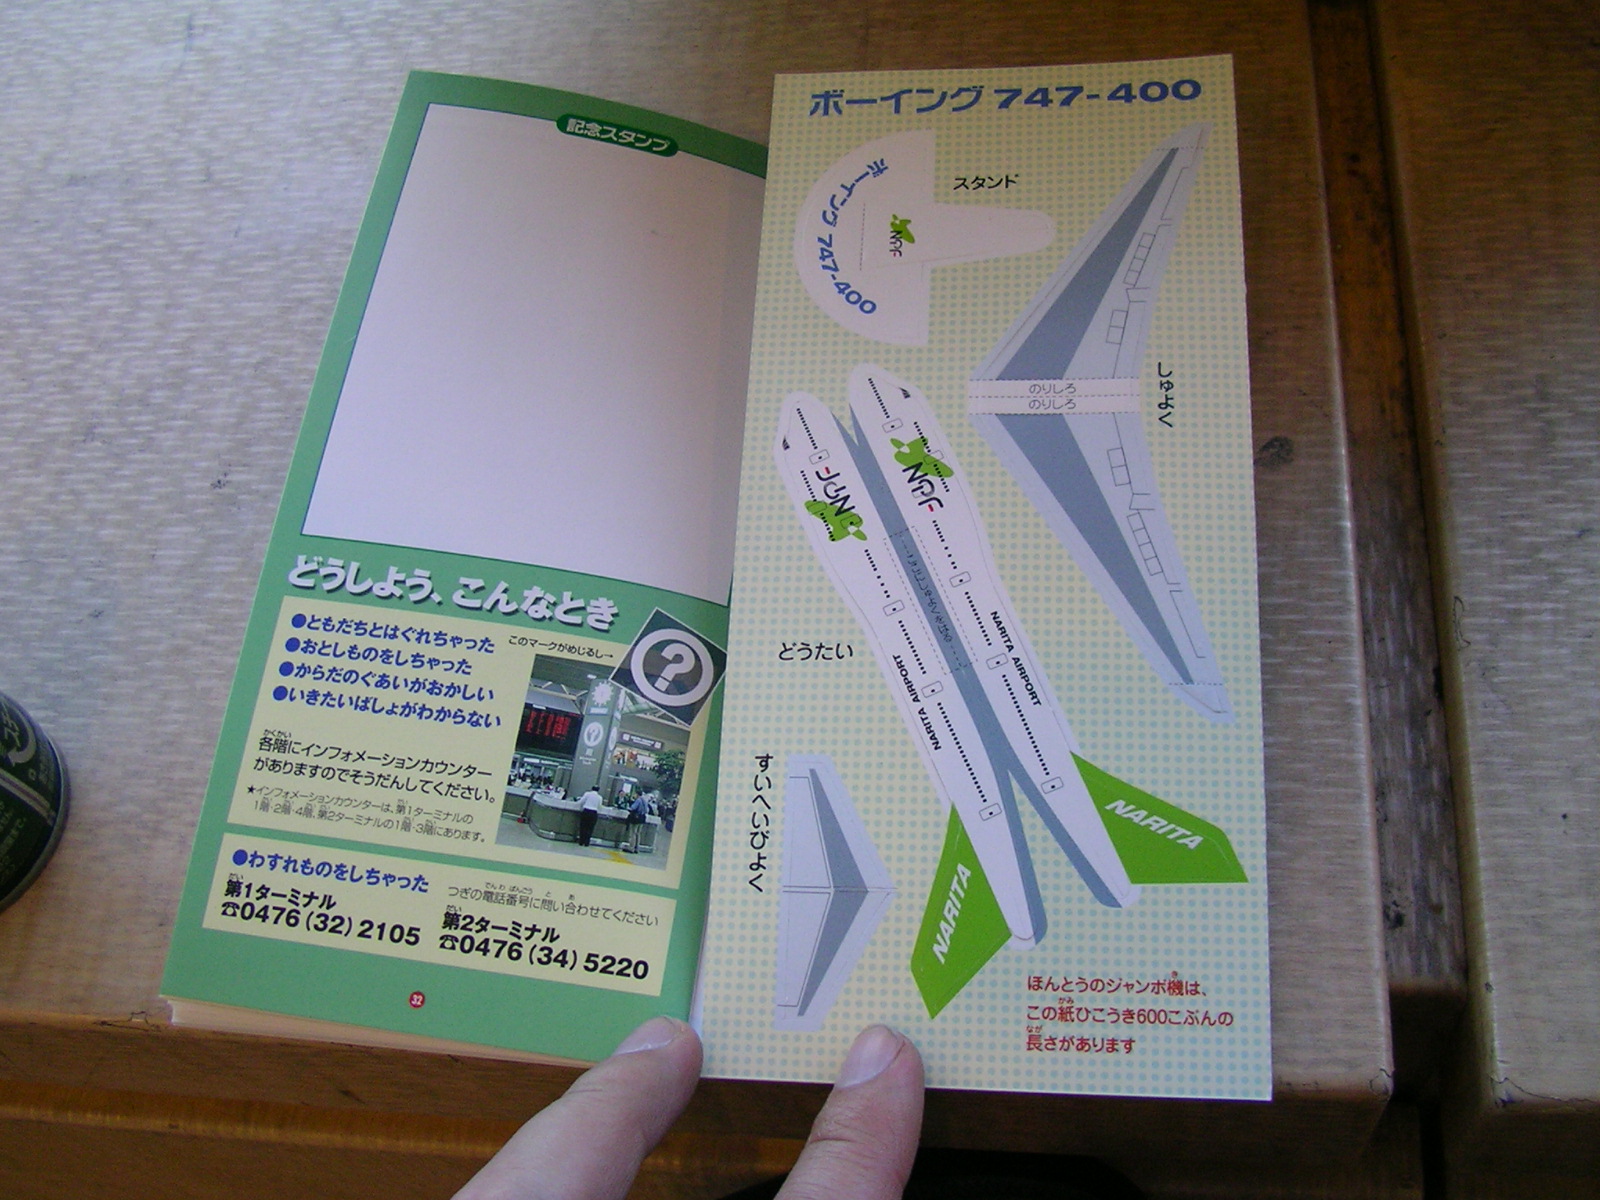 記念スタンプ
どうしよう、こんなとき
●ともだちとはぐれちゃった
●おとしものをしちゃった
●からだのぐあいがおかしい
●いきたいばしょがわからない
このマークがめじるし→
?
かくかい
各階にインフォメーションカウンター
がありますのでそうだんしてください。
★インフォメーションカウンターは、第1ターミナルの
1階・2階・4階、第2ターミナルの1階・3階にあります。
●わすれものをしちゃった
つぎの電話番号に問い合わせてください
第1ターミナル
☎0476(32)2105
第2ターミナル
☎0476(34)5220
32
ボーイング 747-400
スタンド
ボーイング 747-400
しゅよく
のりしろ
のりしろ
どうたい
NARITA AIRPORT
NARITA AIRPORT
NARITA
NARITA
すいへいびよく
ほんとうのジャンボ機は、
この紙ひこうき600こぶんの
長さがあります